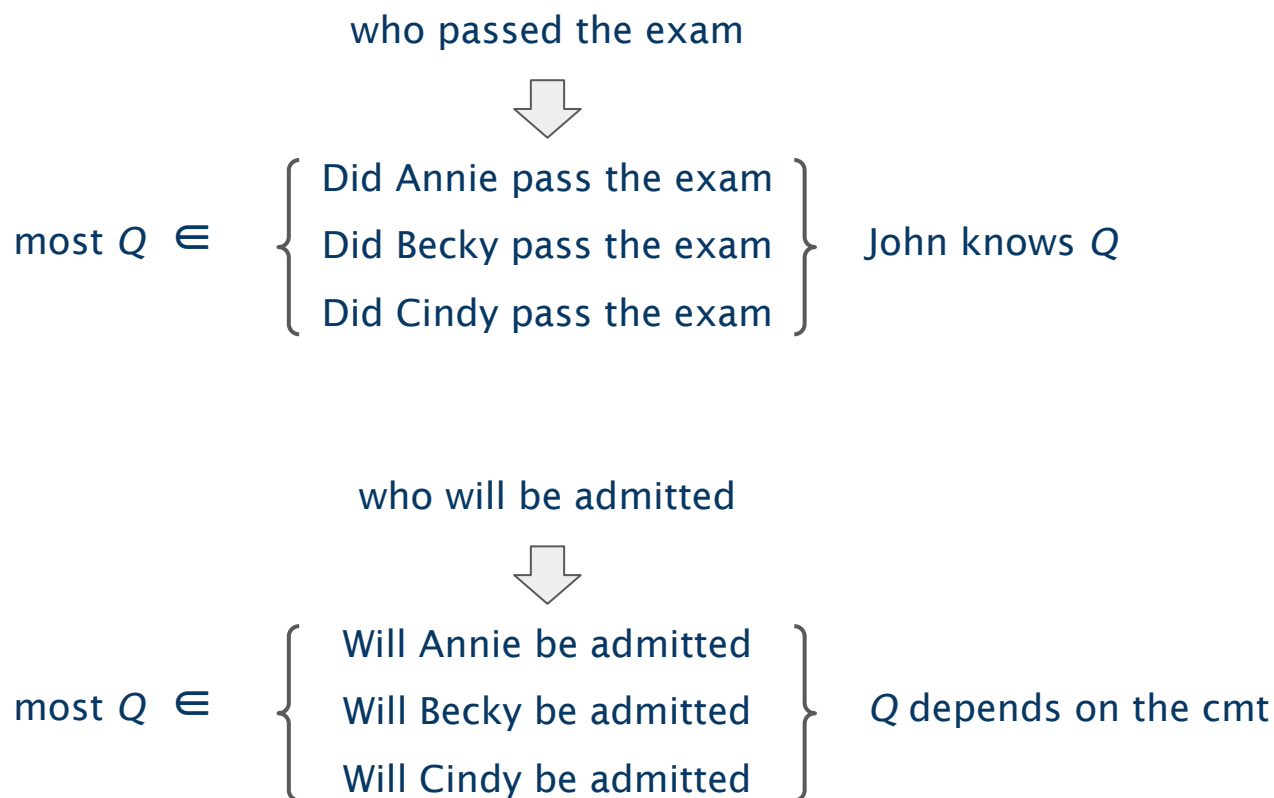 who passed the exam
Did Annie pass the exam
most Q ∈ Did Becky pass the exam John knows Q
Did Cindy pass the exam
who will be admitted
Will Annie be admitted
most Q ∈ Will Becky be admitted Q depends on the cmt
Will Cindy be admitted